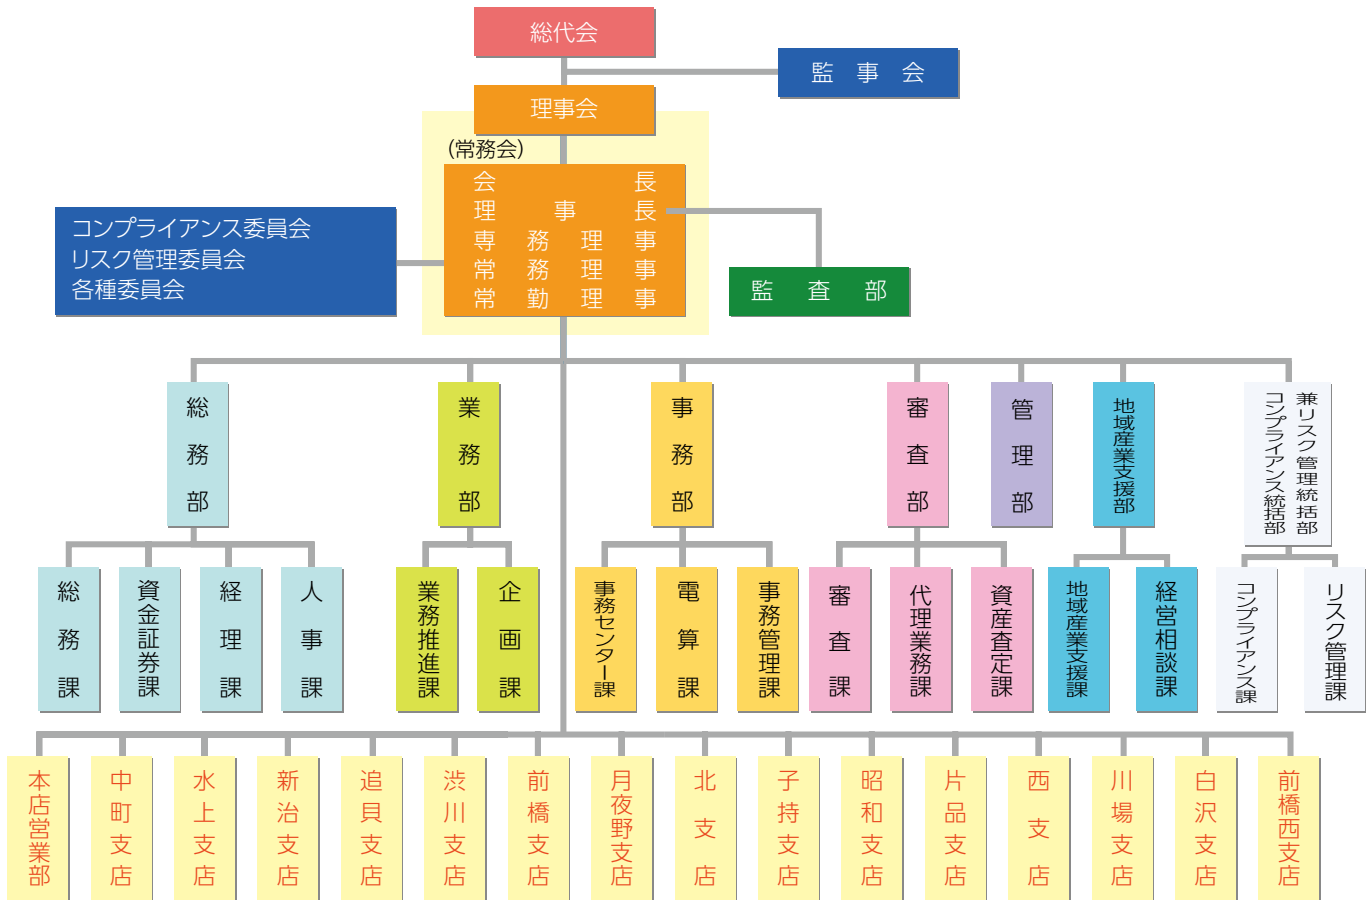 総代会
監事会
理事会
(常務会)
会長
理事長
専務理事
常務理事
常勤理事
コンプライアンス委員会
リスク管理委員会
各種委員会
監査部
総務部
業務部
事務部
審査部
管理部
地域産業支援部
兼リスク管理統括部
コンプライアンス統括部
総務課
資金証券課
経理課
人事課
業務推進課
企画課
事務センター課
電算課
事務管理課
審査課
代理業務課
資産査定課
地域産業支援課
経営相談課
コンプライアンス課
リスク管理課
本店営業部
中町支店
水上支店
新治支店
追貝支店
渋川支店
前橋支店
月夜野支店
北支店
子持支店
昭和支店
片品支店
西支店
川場支店
白沢支店
前橋西支店